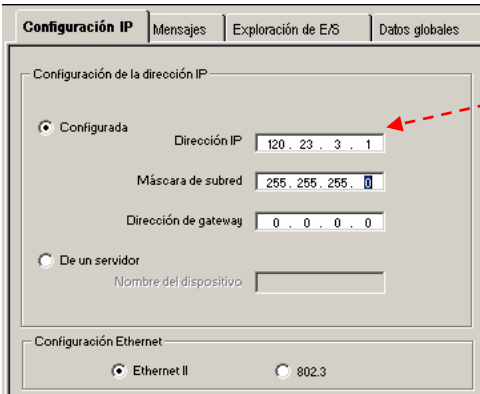 Configuración IP Mensajes Exploración de E/S Datos globales
Configuración de la dirección IP
Configurada
Dirección IP 120 . 23 . 3 . 1
Máscara de subred 255 . 255 . 255 . 0
Dirección de gateway 0 . 0 . 0 . 0
De un servidor
Nombre del dispositivo
Configuración Ethernet
Ethernet II 802.3